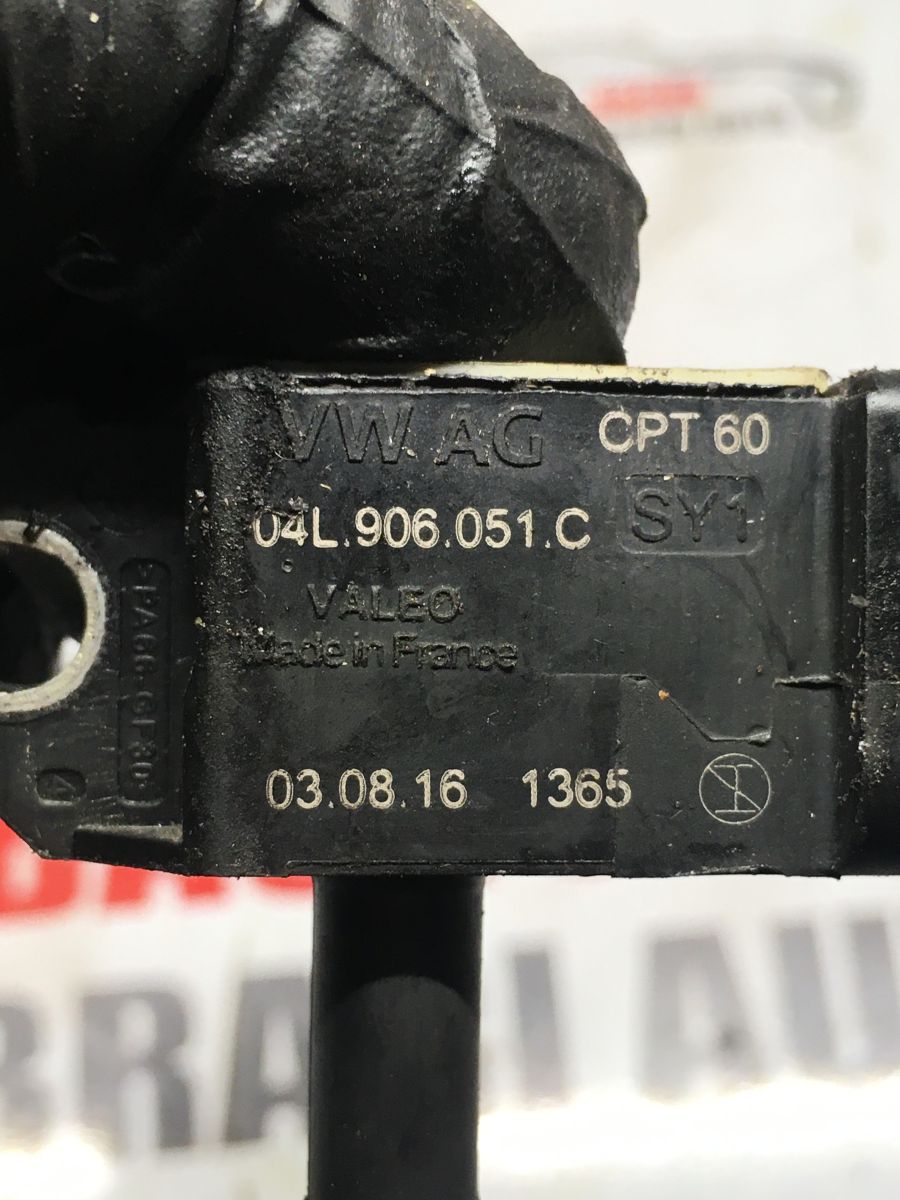 VW AG CPT 60
04L.906.051.C SY1
VALEO
Made in France
03.08.16 1365